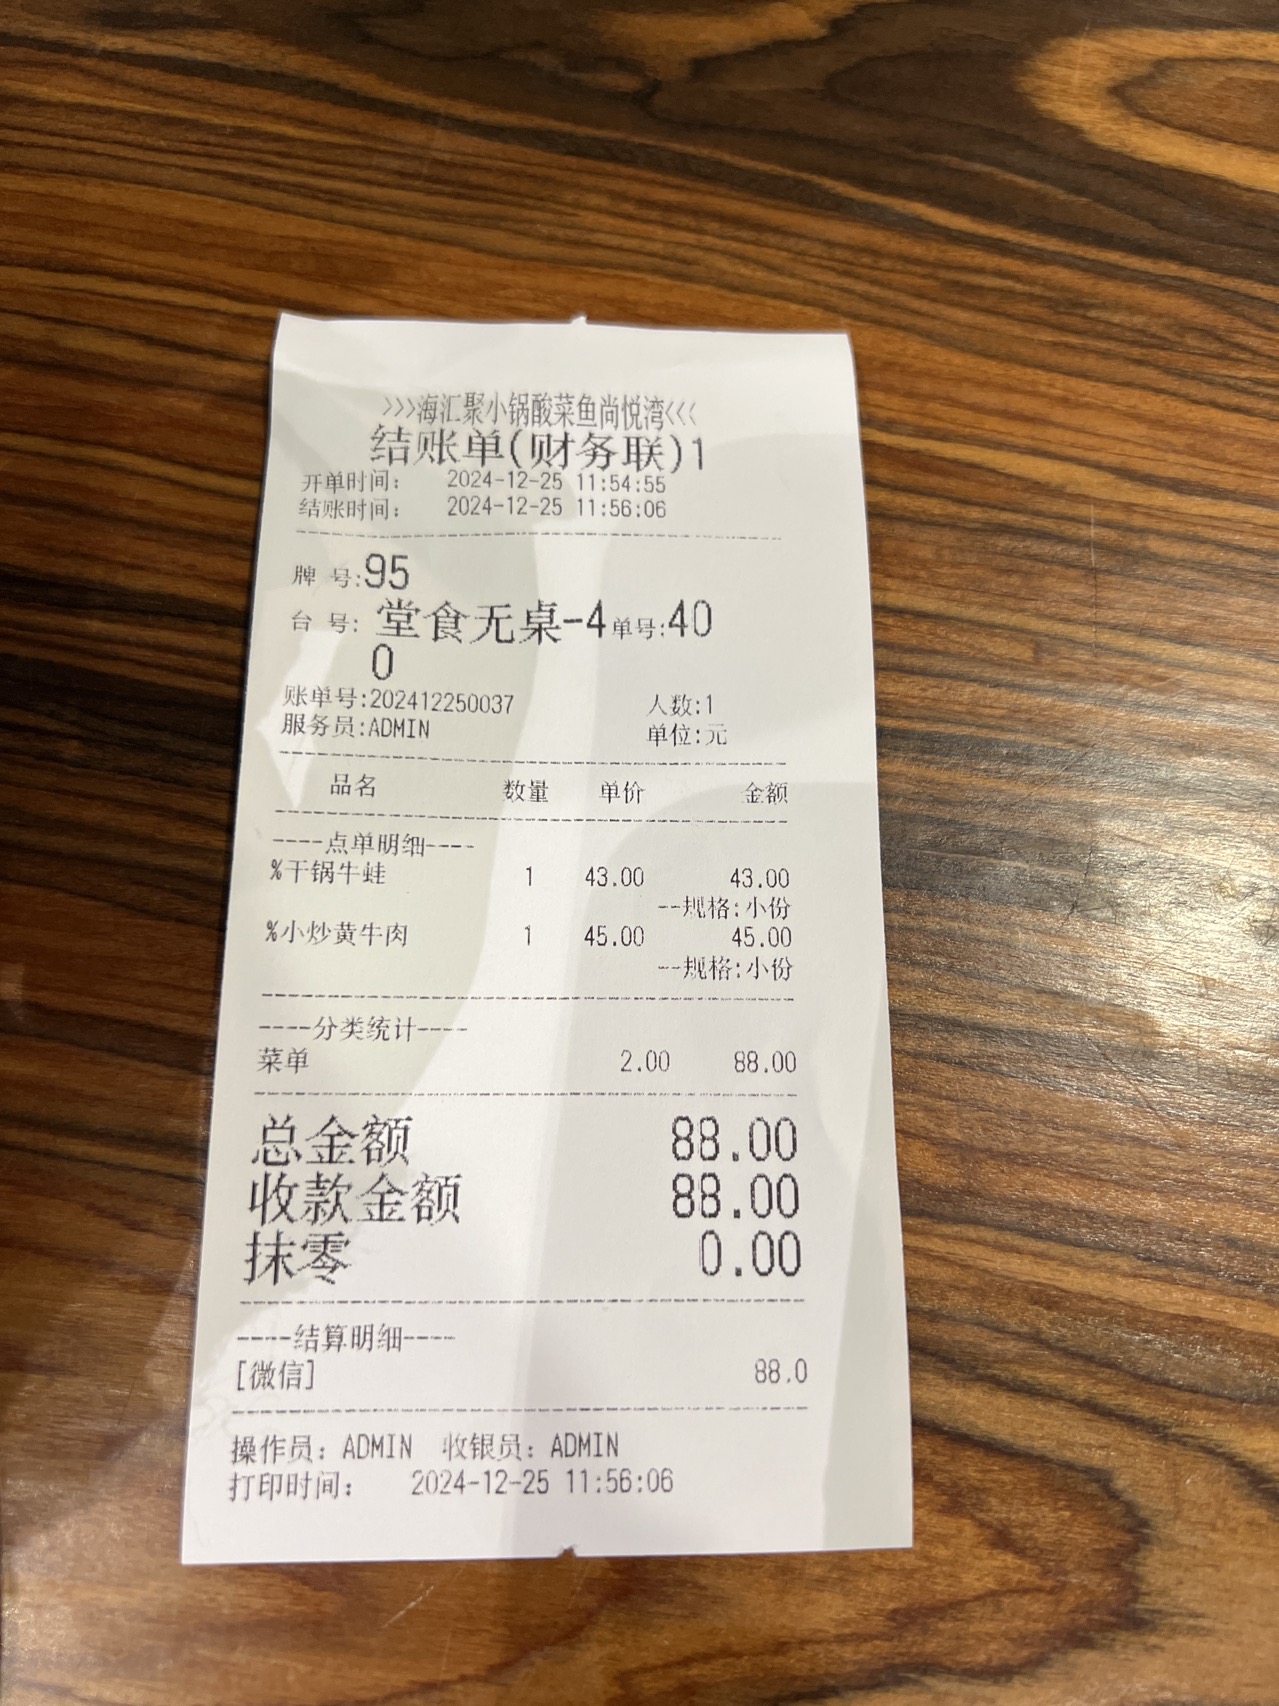 >>>海汇聚小锅酸菜鱼尚悦湾<<<
结账单(财务联)1
开单时间： 2024-12-25 11:54:55
结账时间： 2024-12-25 11:56:06
牌 号:95
台 号: 堂食无桌-4单号:40
0
账单号:202412250037 人数:1
服务员:ADMIN 单位:元
品名 数量 单价 金额
----点单明细----
%干锅牛蛙 1 43.00 43.00
--规格:小份
%小炒黄牛肉 1 45.00 45.00
--规格:小份
----分类统计----
菜单 2.00 88.00
总金额 88.00
收款金额 88.00
抹零 0.00
----结算明细----
[微信] 88.0
操作员：ADMIN 收银员：ADMIN
打印时间： 2024-12-25 11:56:06